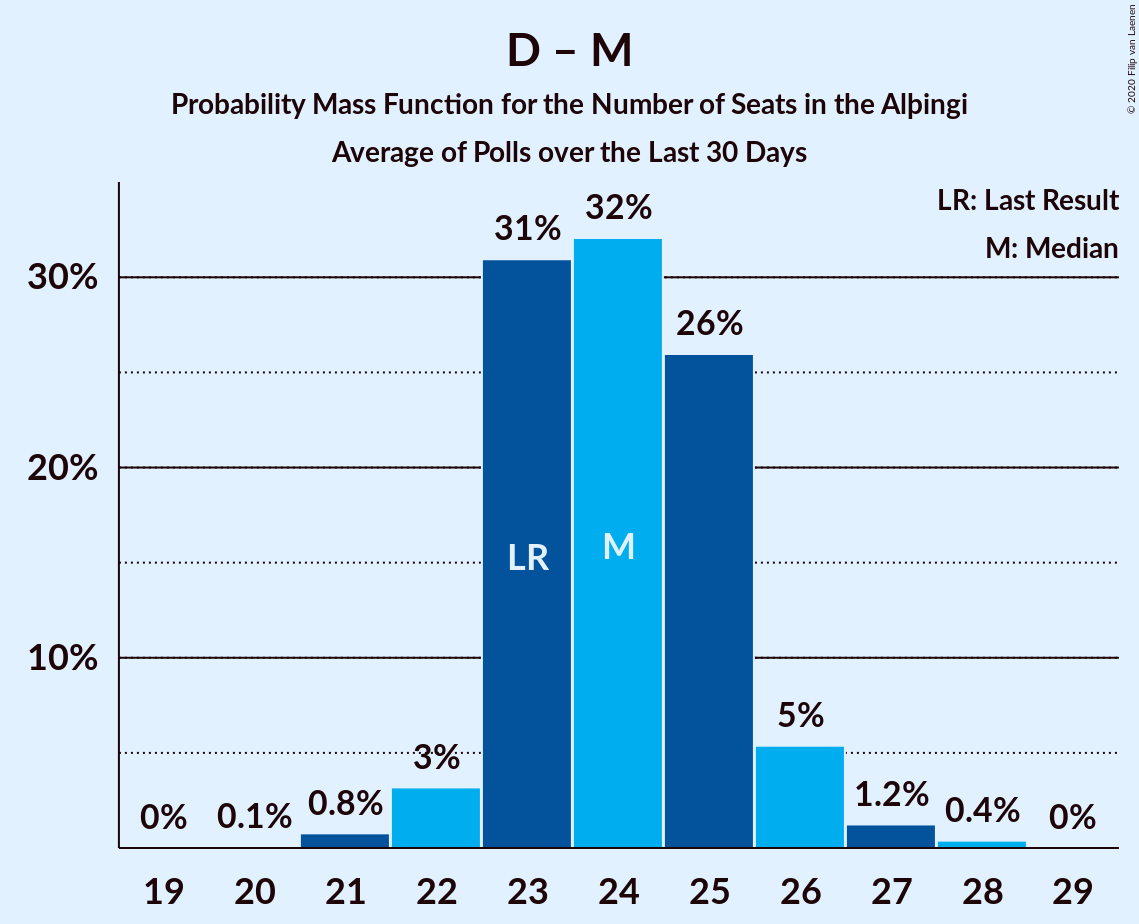 D – M
Probability Mass Function for the Number of Seats in the Alþingi
Average of Polls over the Last 30 Days
© 2020 Filip van Laenen
LR: Last Result
M: Median
30%
20%
10%
0%
0.1%
0.8%
3%
31%
32%
26%
5%
1.2%
0.4%
0%
LR
M
19 20 21 22 23 24 25 26 27 28 29